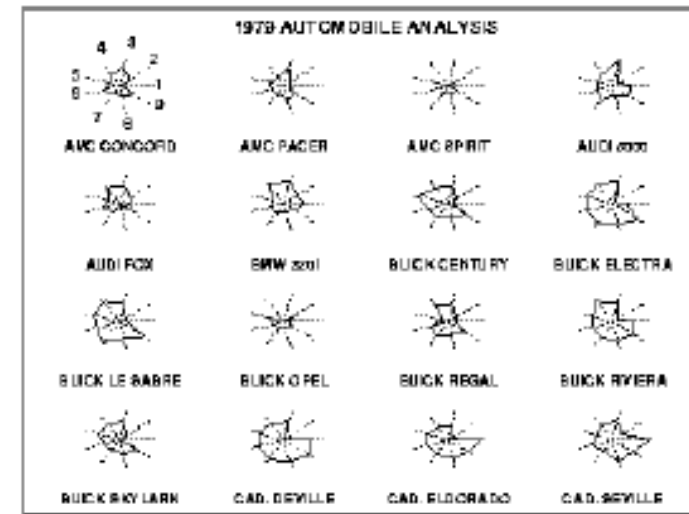 1979 AUTOMOBILE ANALYSIS
4 3 2
5 1
6 9
7 8
AMC CONCORD AMC PACER AMC SPIRIT AUDI 5000
AUDI FOX BMW 320I BUICK CENTURY BUICK ELECTRA
BUICK LE SABRE BUICK OPEL BUICK REGAL BUICK RIVIERA
BUICK SKYLARK CAD. DEVILLE CAD. ELDORADO CAD. SEVILLE